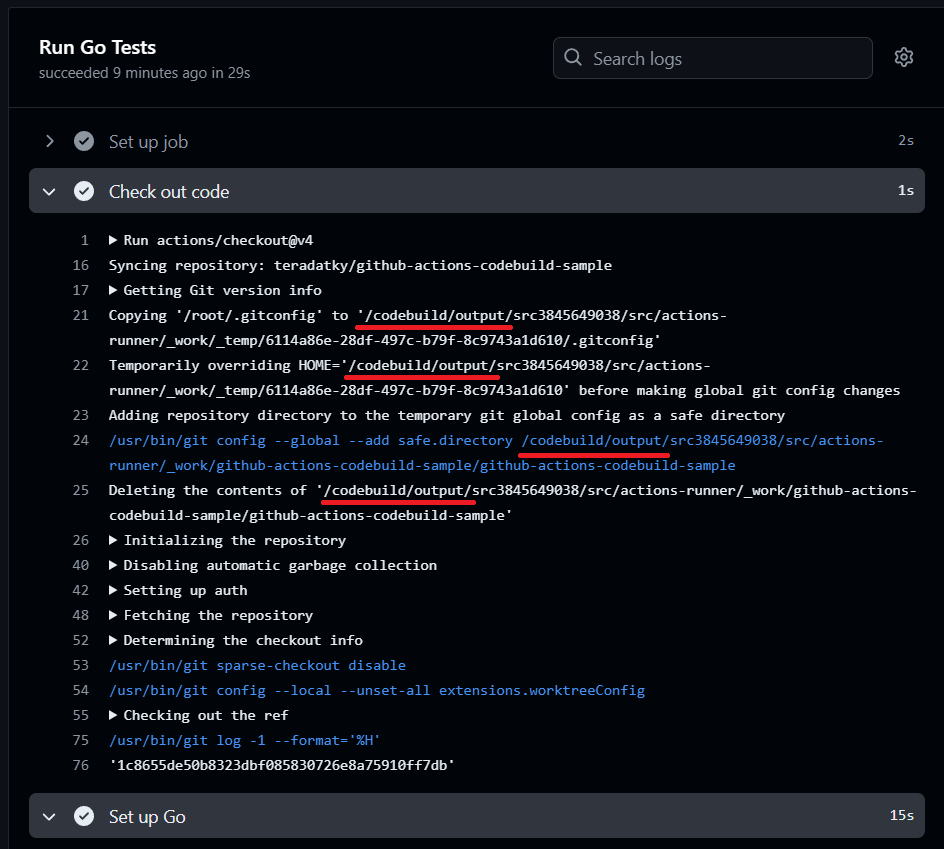 Run Go Tests
succeeded 9 minutes ago in 29s
Search logs
Set up job 2s
Check out code 1s
1 Run actions/checkout@v4
16 Syncing repository: teradatky/github-actions-codebuild-sample
17 Getting Git version info
21 Copying '/root/.gitconfig' to '/codebuild/output/src3845649038/src/actions-
runner/_work/_temp/6114a86e-28df-497c-b79f-8c9743a1d610/.gitconfig'
22 Temporarily overriding HOME='/codebuild/output/src3845649038/src/actions-
runner/_work/_temp/6114a86e-28df-497c-b79f-8c9743a1d610' before making global git config changes
23 Adding repository directory to the temporary git global config as a safe directory
24 /usr/bin/git config --global --add safe.directory /codebuild/output/src3845649038/src/actions-
runner/_work/github-actions-codebuild-sample/github-actions-codebuild-sample
25 Deleting the contents of '/codebuild/output/src3845649038/src/actions-runner/_work/github-actions-
codebuild-sample/github-actions-codebuild-sample'
26 Initializing the repository
40 Disabling automatic garbage collection
42 Setting up auth
48 Fetching the repository
52 Determining the checkout info
53 /usr/bin/git sparse-checkout disable
54 /usr/bin/git config --local --unset-all extensions.worktreeConfig
55 Checking out the ref
75 /usr/bin/git log -1 --format='%H'
76 '1c8655de50b8323dbf085830726e8a75910ff7db'
Set up Go 15s